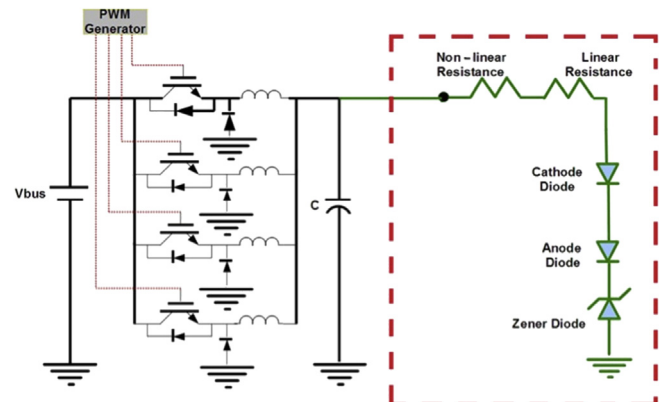 PWM
Generator
Non – linear
Resistance
Linear
Resistance
Vbus
C
Cathode
Diode
Anode
Diode
Zener Diode